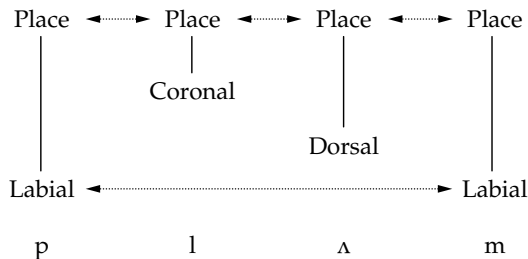 Place Place Place Place
Coronal
Dorsal
Labial Labial
p l ʌ m